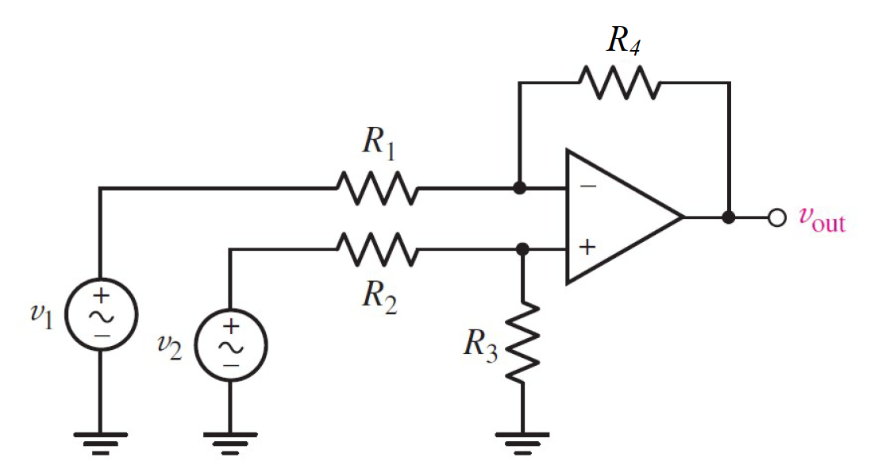 R4
R1
−
vout
+
R2
+
−
v1
+
−
v2
R3